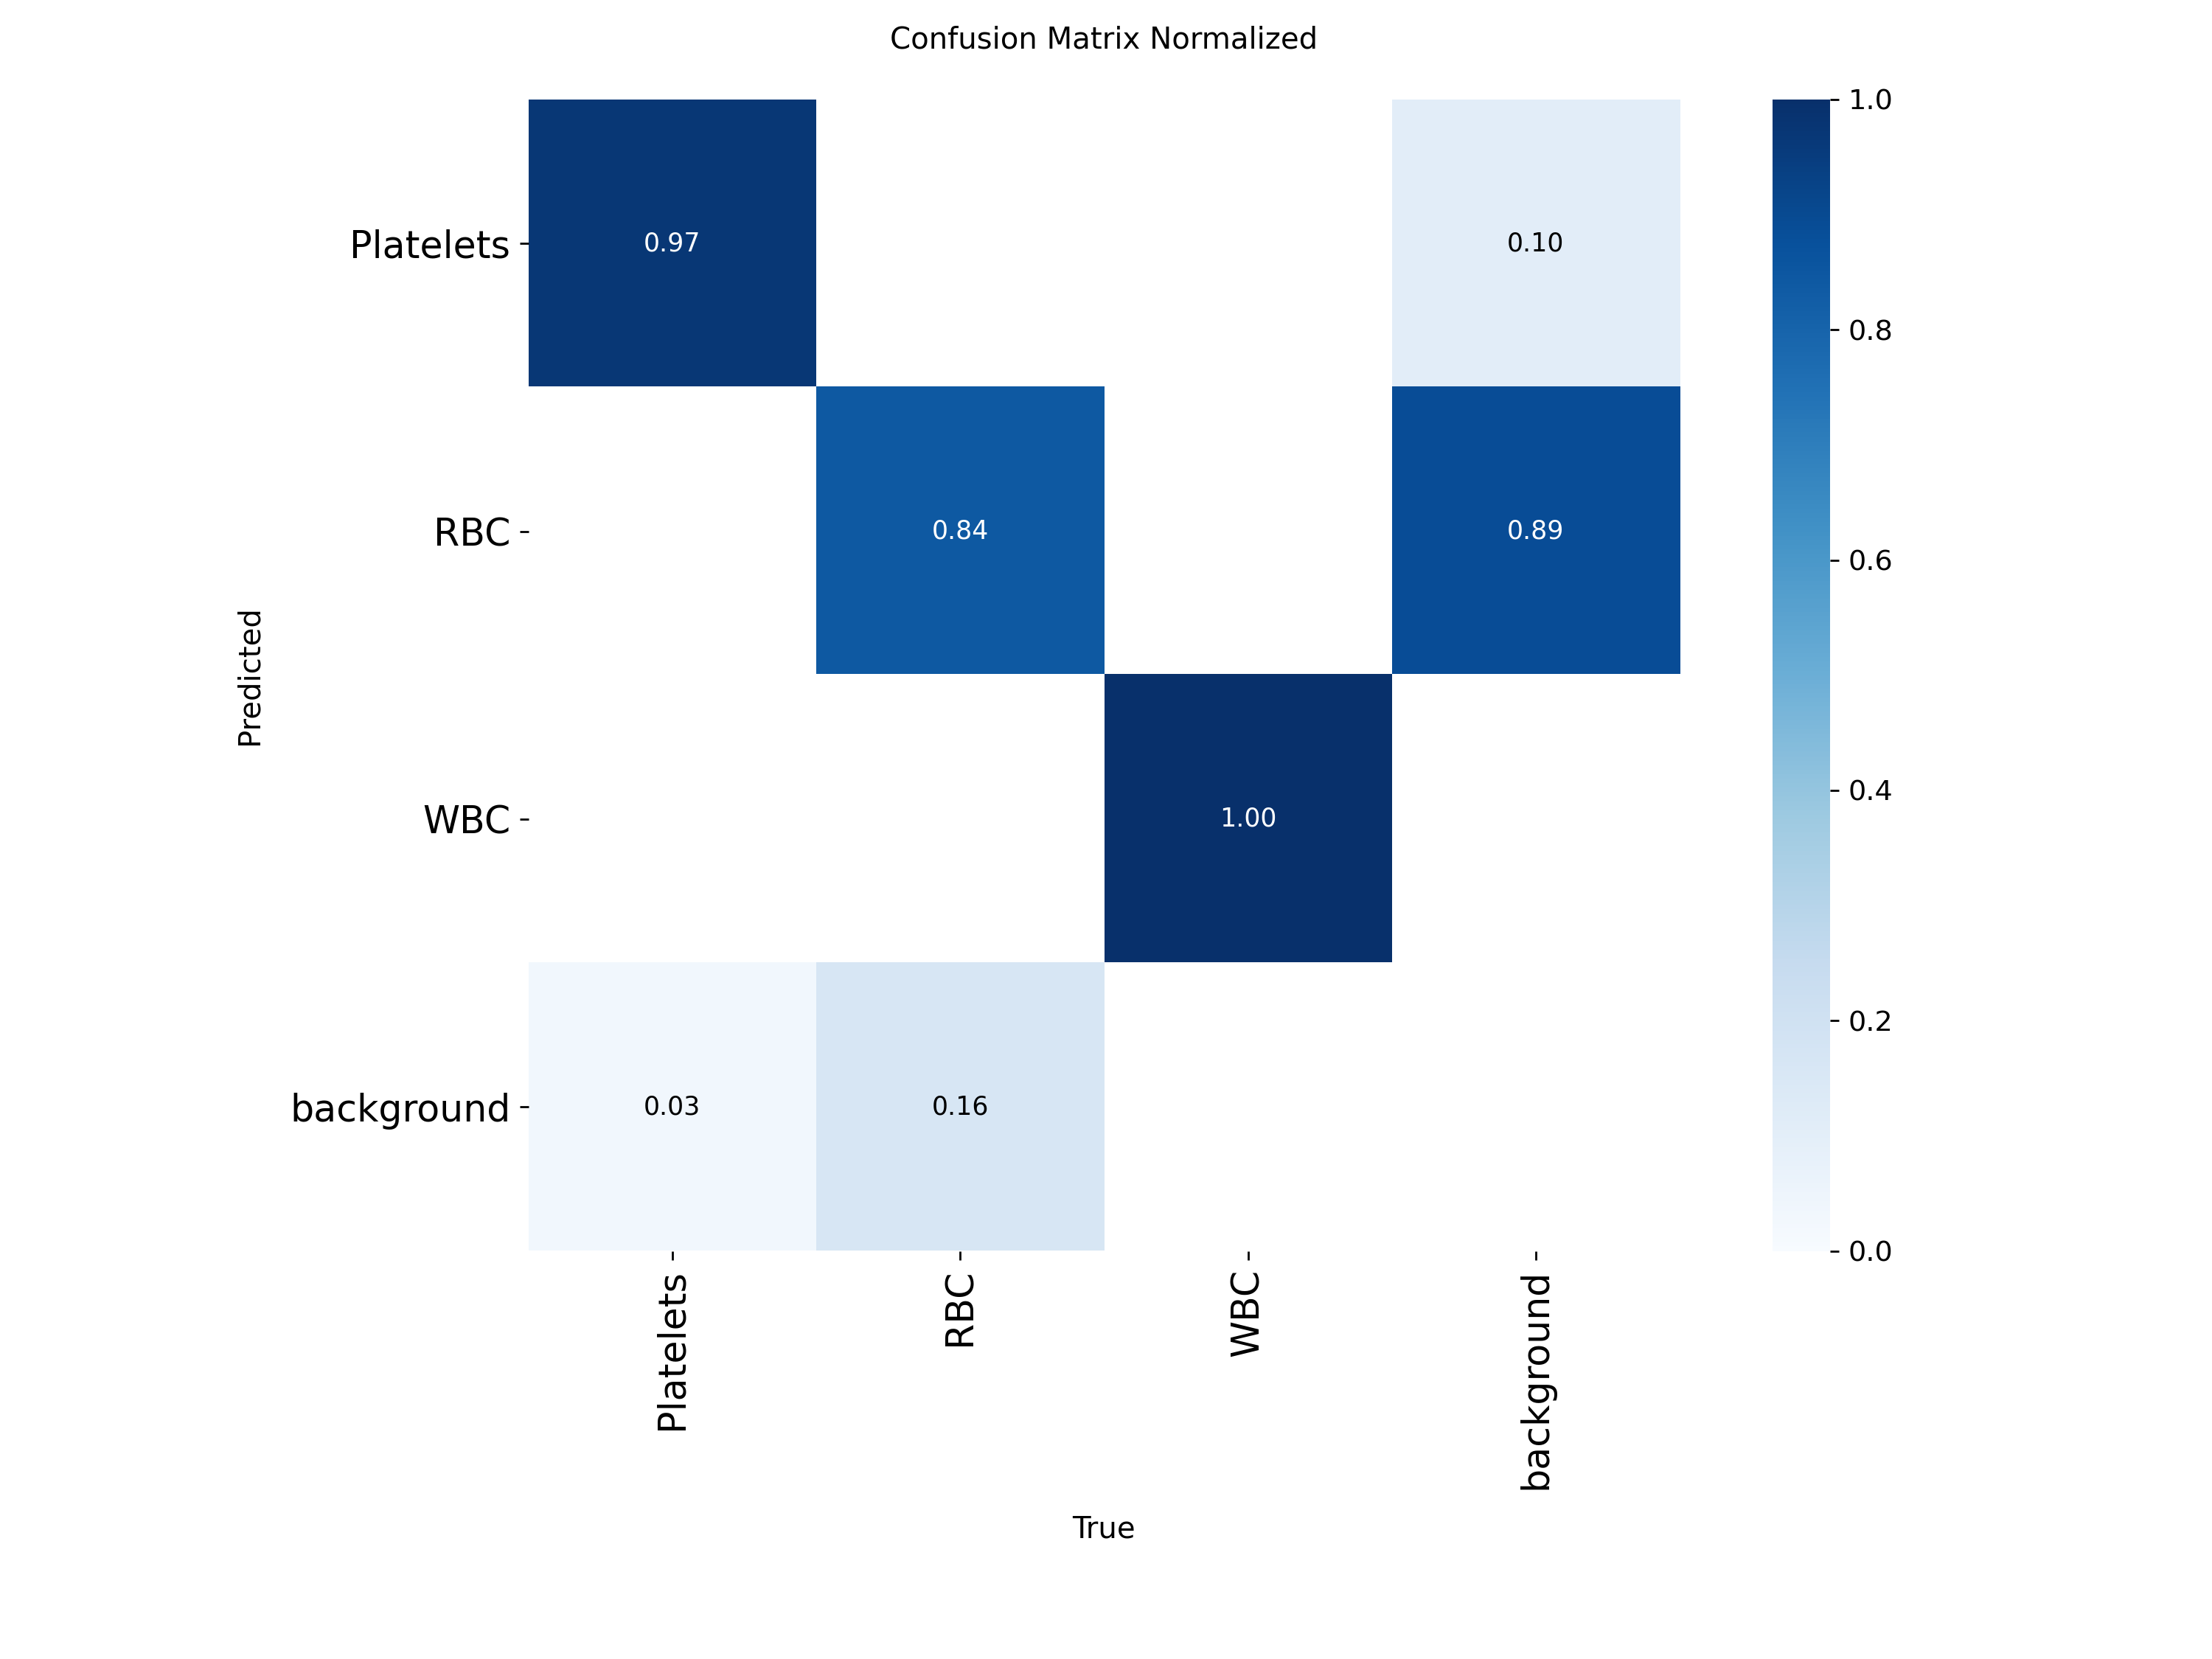 Confusion Matrix Normalized
1.0
Platelets
0.97
0.10
0.8
RBC
0.84
0.89
0.6
Predicted
0.4
WBC
1.00
0.2
background
0.03
0.16
0.0
Platelets
RBC
WBC
background
True